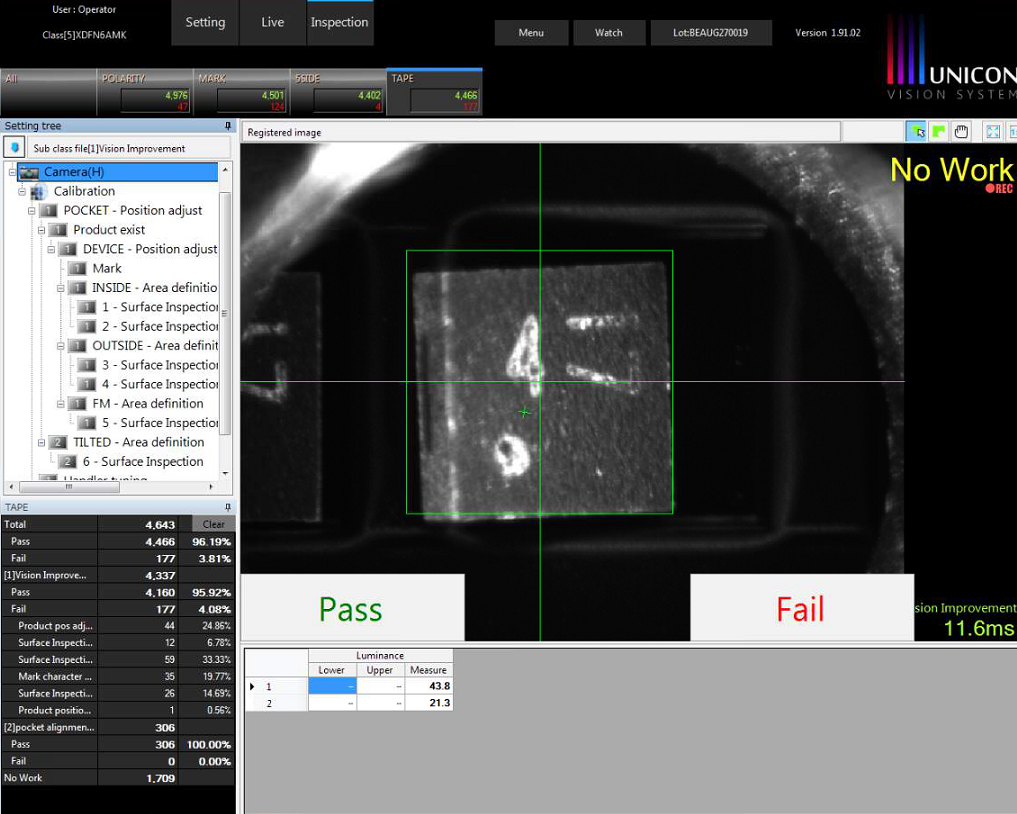 User : Operator
Class[5]XDFN6AMK
Setting
Live
Inspection
Menu
Watch
Lot:BEAUG270019
Version 1.91.02
UNICON
VISION SYSTEM
All
POLARITY
4,976
47
MARK
4,501
124
5SIDE
4,402
4
TAPE
4,466
177
Setting tree
Sub class file[1]Vision Improvement
Camera(H)
Calibration
1 POCKET - Position adjust
1 Product exist
1 DEVICE - Position adjust
1 Mark
1 INSIDE - Area definitio
1 1 - Surface Inspection
1 2 - Surface Inspection
1 OUTSIDE - Area definit
1 3 - Surface Inspection
1 4 - Surface Inspection
1 FM - Area definition
1 5 - Surface Inspection
2 TILTED - Area definition
2 6 - Surface Inspection
Handler tuning
Registered image
No Work
REC
4
Pass
Fail
sion Improvement
11.6ms
TAPE
Total 4,643 Clear
Pass 4,466 96.19%
Fail 177 3.81%
[1]Vision Improve... 4,337
Pass 4,160 95.92%
Fail 177 4.08%
Product pos adj... 44 24.86%
Surface Inspecti... 12 6.78%
Surface Inspecti... 59 33.33%
Mark character ... 35 19.77%
Surface Inspecti... 26 14.69%
Product positio... 1 0.56%
[2]pocket alignmen... 306
Pass 306 100.00%
Fail 0 0.00%
No Work 1,709
Luminance
Lower Upper Measure
1 -- -- 43.8
2 -- -- 21.3